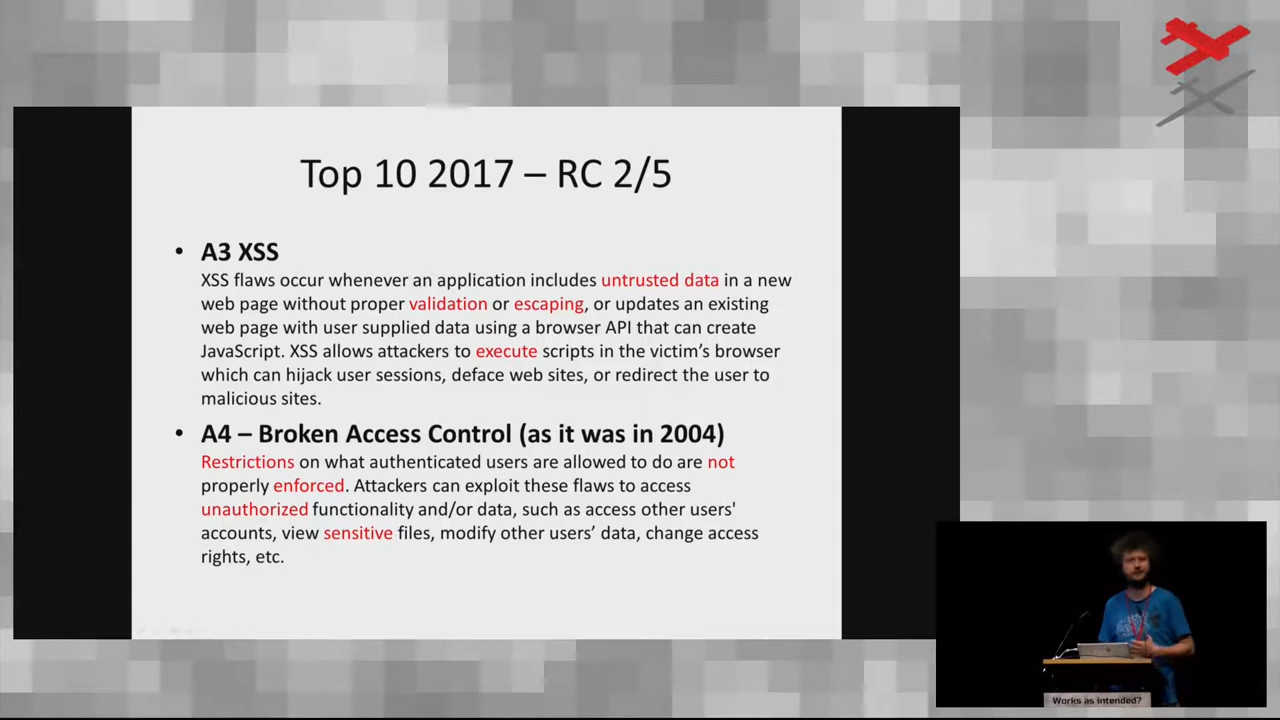 Top 10 2017 – RC 2/5
• A3 XSS
XSS flaws occur whenever an application includes untrusted data in a new
web page without proper validation or escaping, or updates an existing
web page with user supplied data using a browser API that can create
JavaScript. XSS allows attackers to execute scripts in the victim’s browser
which can hijack user sessions, deface web sites, or redirect the user to
malicious sites.
• A4 – Broken Access Control (as it was in 2004)
Restrictions on what authenticated users are allowed to do are not
properly enforced. Attackers can exploit these flaws to access
unauthorized functionality and/or data, such as access other users'
accounts, view sensitive files, modify other users’ data, change access
rights, etc.
Works as intended?